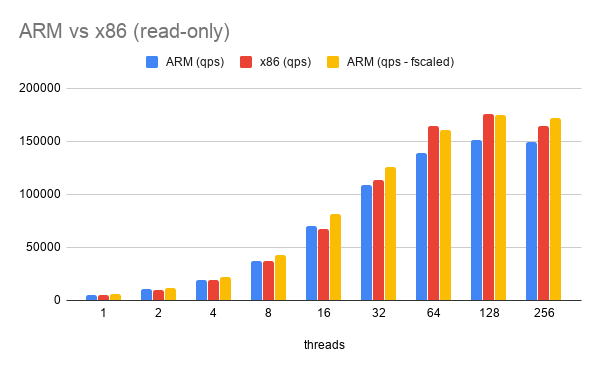 ARM vs x86 (read-only)
ARM (qps) x86 (qps) ARM (qps - fscaled)
200000
150000
100000
50000
0
1 2 4 8 16 32 64 128 256
threads